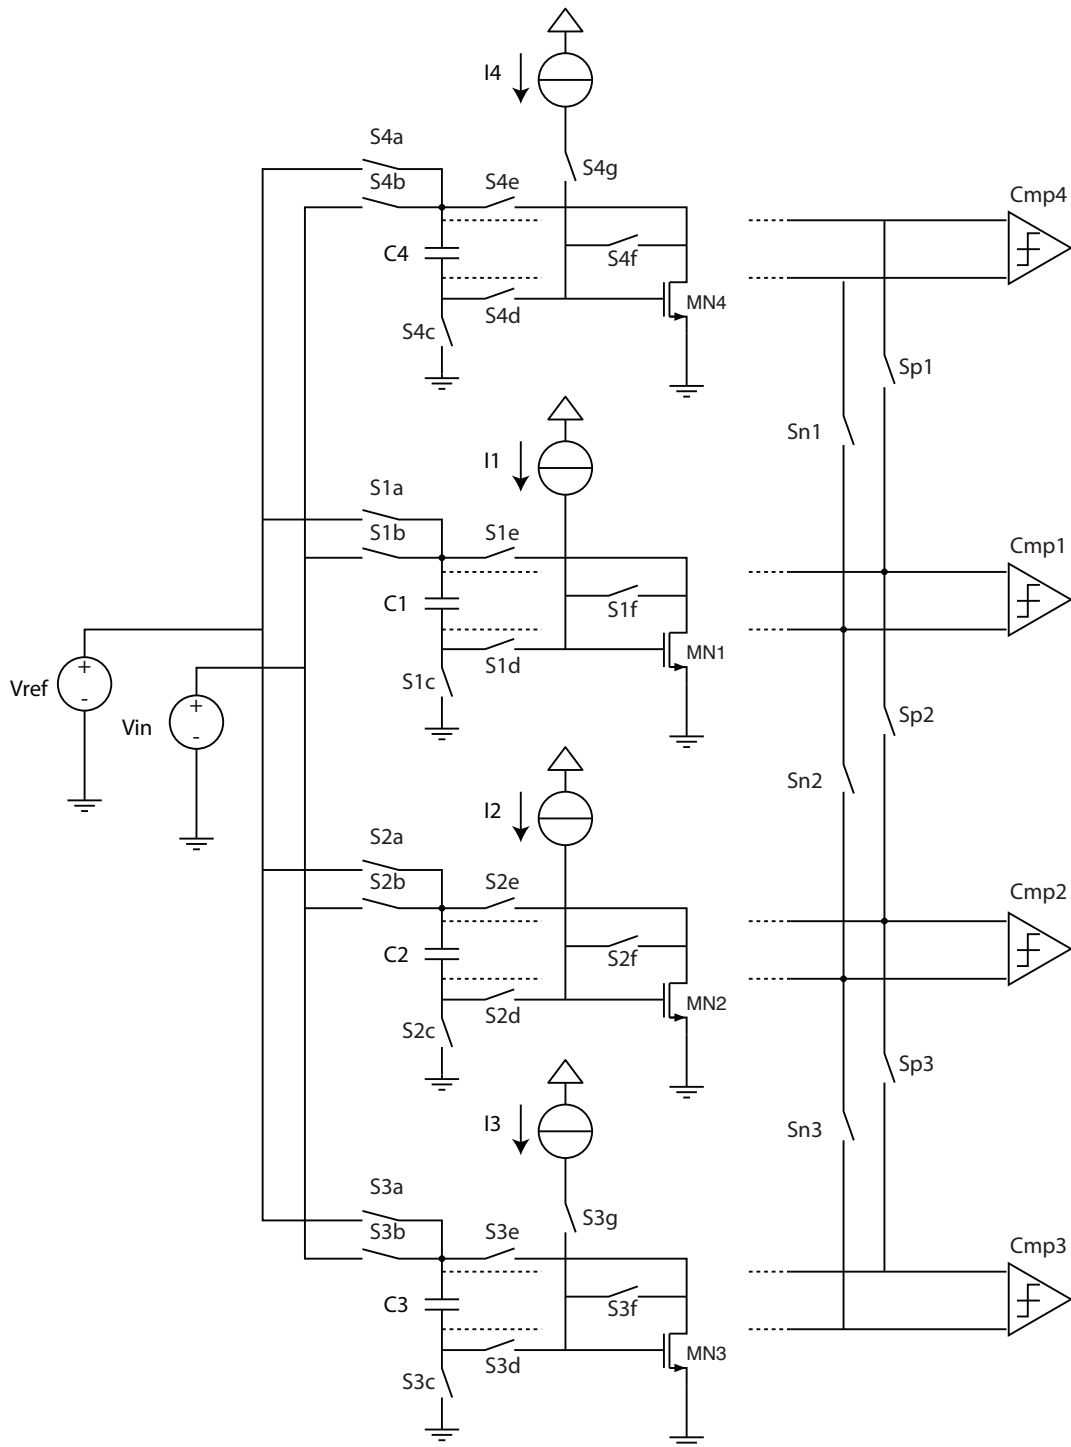 I4
S4a
S4g
S4b
S4e
Cmp4
C4
S4f
S4d
MN4
S4c
Sp1
Sn1
I1
S1a
S1b
S1e
Cmp1
C1
S1f
S1d
MN1
S1c
+
Vref
-
+
Vin
-
Sp2
Sn2
I2
S2a
S2b
S2e
Cmp2
C2
S2f
S2d
MN2
S2c
Sp3
Sn3
I3
S3a
S3g
S3b
S3e
Cmp3
C3
S3f
S3d
MN3
S3c